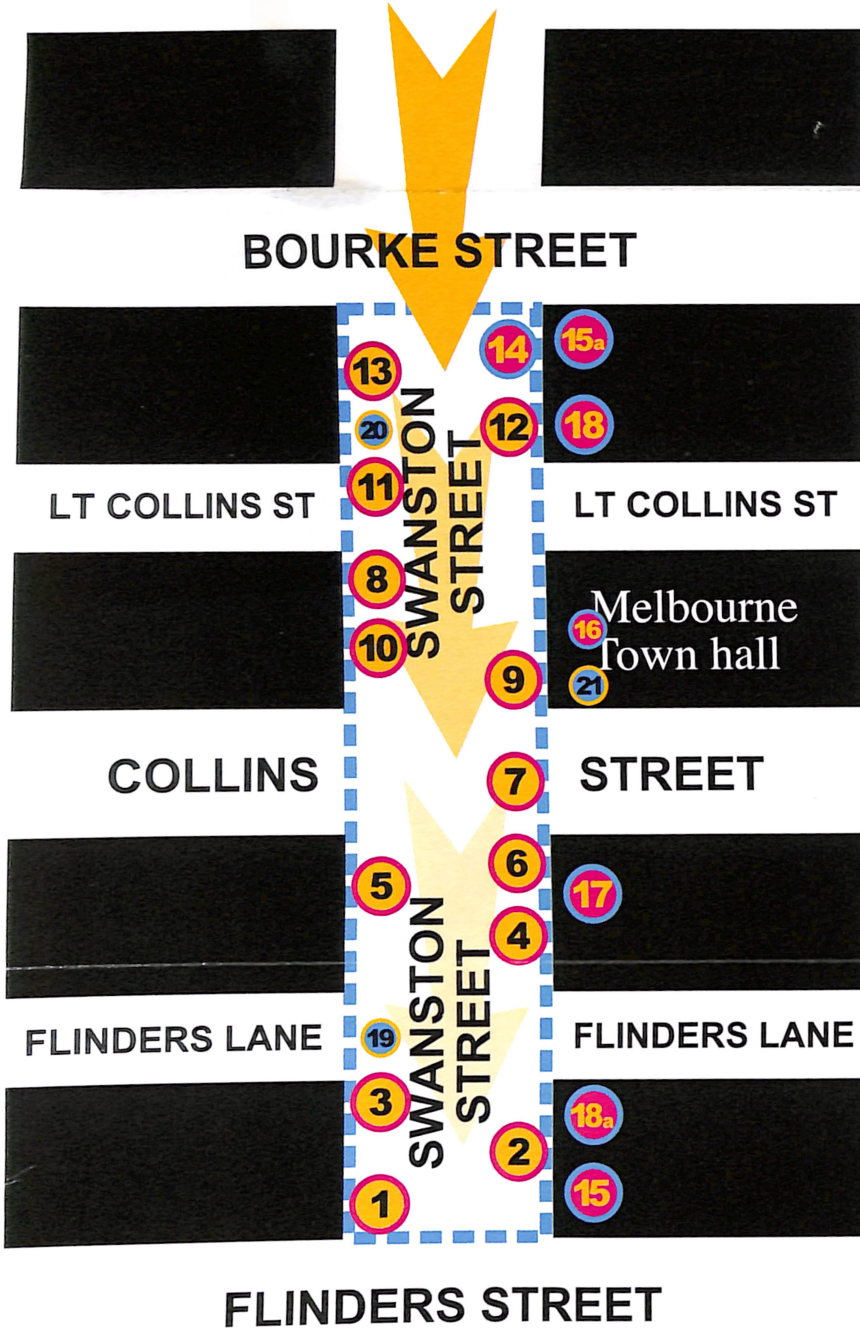 BOURKE STREET
14
15a
13
12
18
20
11
SWANSTON
STREET
LT COLLINS ST
LT COLLINS ST
8
Melbourne
Town hall
16
10
9
21
COLLINS
STREET
7
6
5
17
4
SWANSTON
STREET
FLINDERS LANE
19
FLINDERS LANE
3
18a
2
15
1
FLINDERS STREET